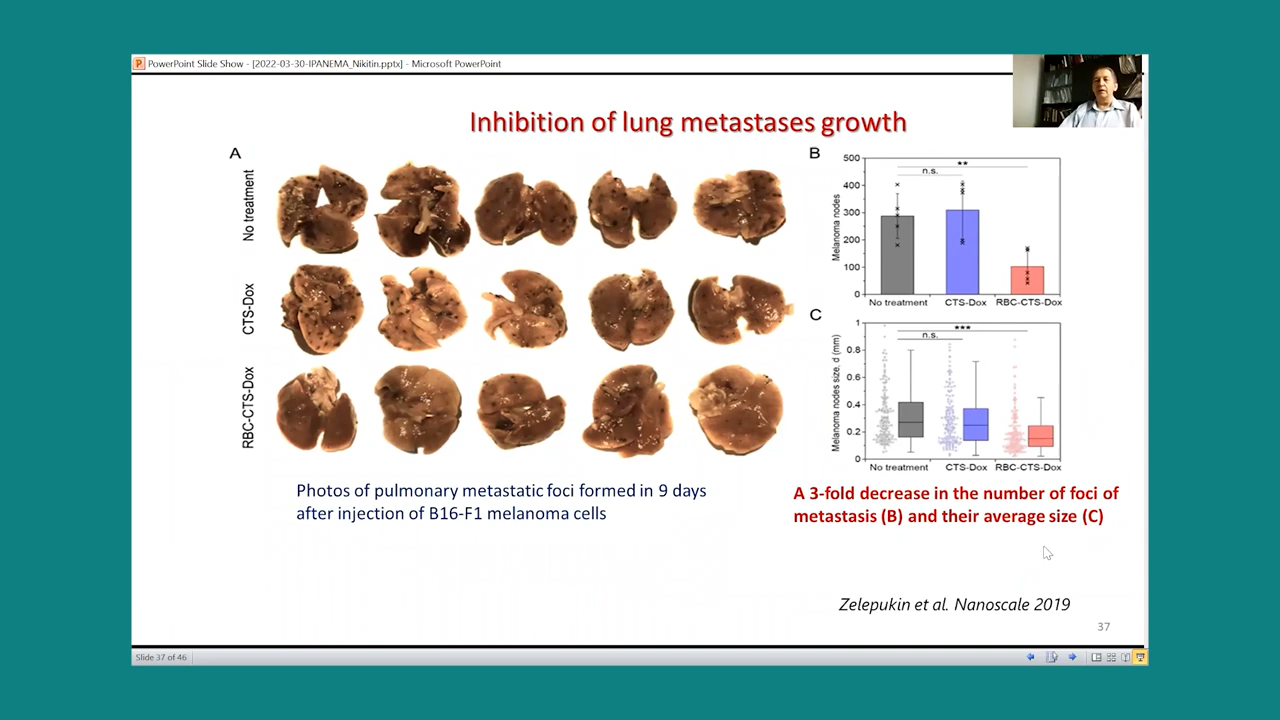 PowerPoint Slide Show - [2022-03-30-IPANEMA_Nikitin.pptx] - Microsoft PowerPoint
Inhibition of lung metastases growth
A
No treatment
CTS-Dox
RBC-CTS-Dox
Photos of pulmonary metastatic foci formed in 9 days
after injection of B16-F1 melanoma cells
B
Melanoma nodes
500
400
300
200
100
0
**
n.s.
No treatment CTS-Dox RBC-CTS-Dox
C
Melanoma nodes size, d (mm)
1
0.8
0.6
0.4
0.2
0
***
n.s.
No treatment CTS-Dox RBC-CTS-Dox
A 3-fold decrease in the number of foci of
metastasis (B) and their average size (C)
Zelepukin et al. Nanoscale 2019
37
Slide 37 of 46